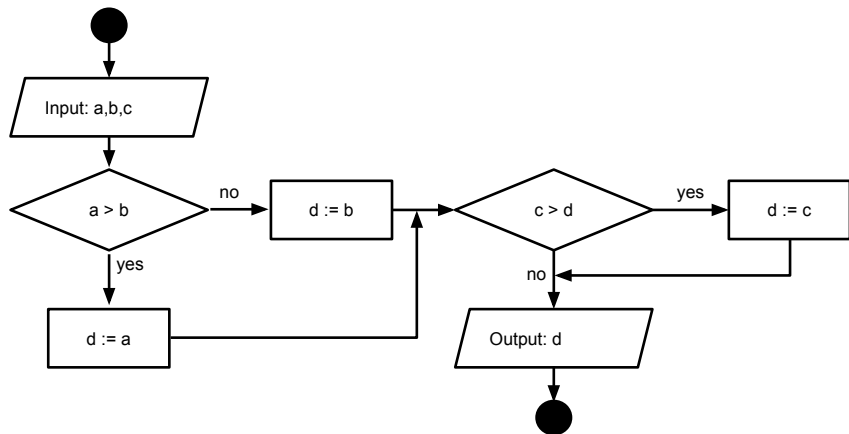 Input: a,b,c
a > b
no
yes
d := b
d := a
c > d
yes
no
d := c
Output: d